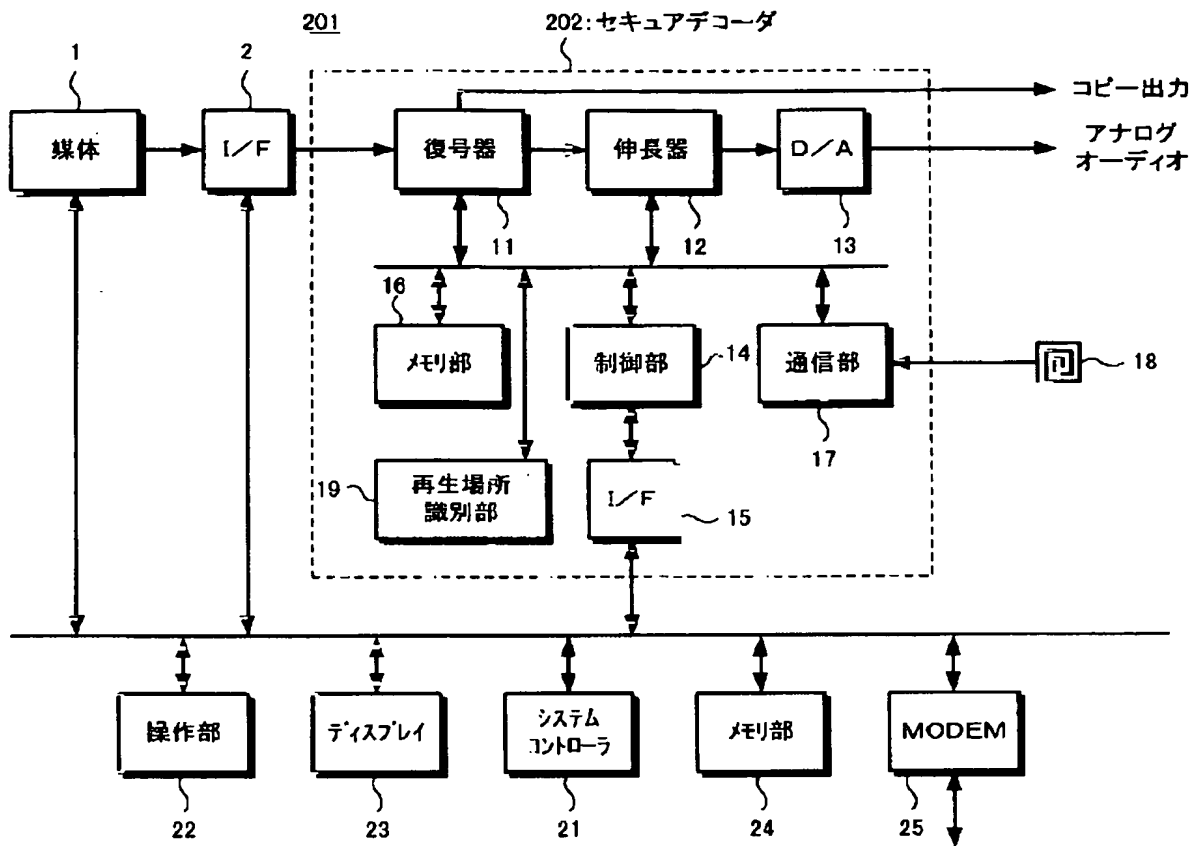 201
202:セキュアデコーダ
1
2
コピー出力
媒体
I/F
復号器
伸長器
D/A
アナログ
オーディオ
11
12
13
16
メモリ部
制御部
14
通信部
18
17
19
再生場所
識別部
I/F
15
操作部
ディスプレイ
システム
コントローラ
メモリ部
MODEM
22
23
21
24
25